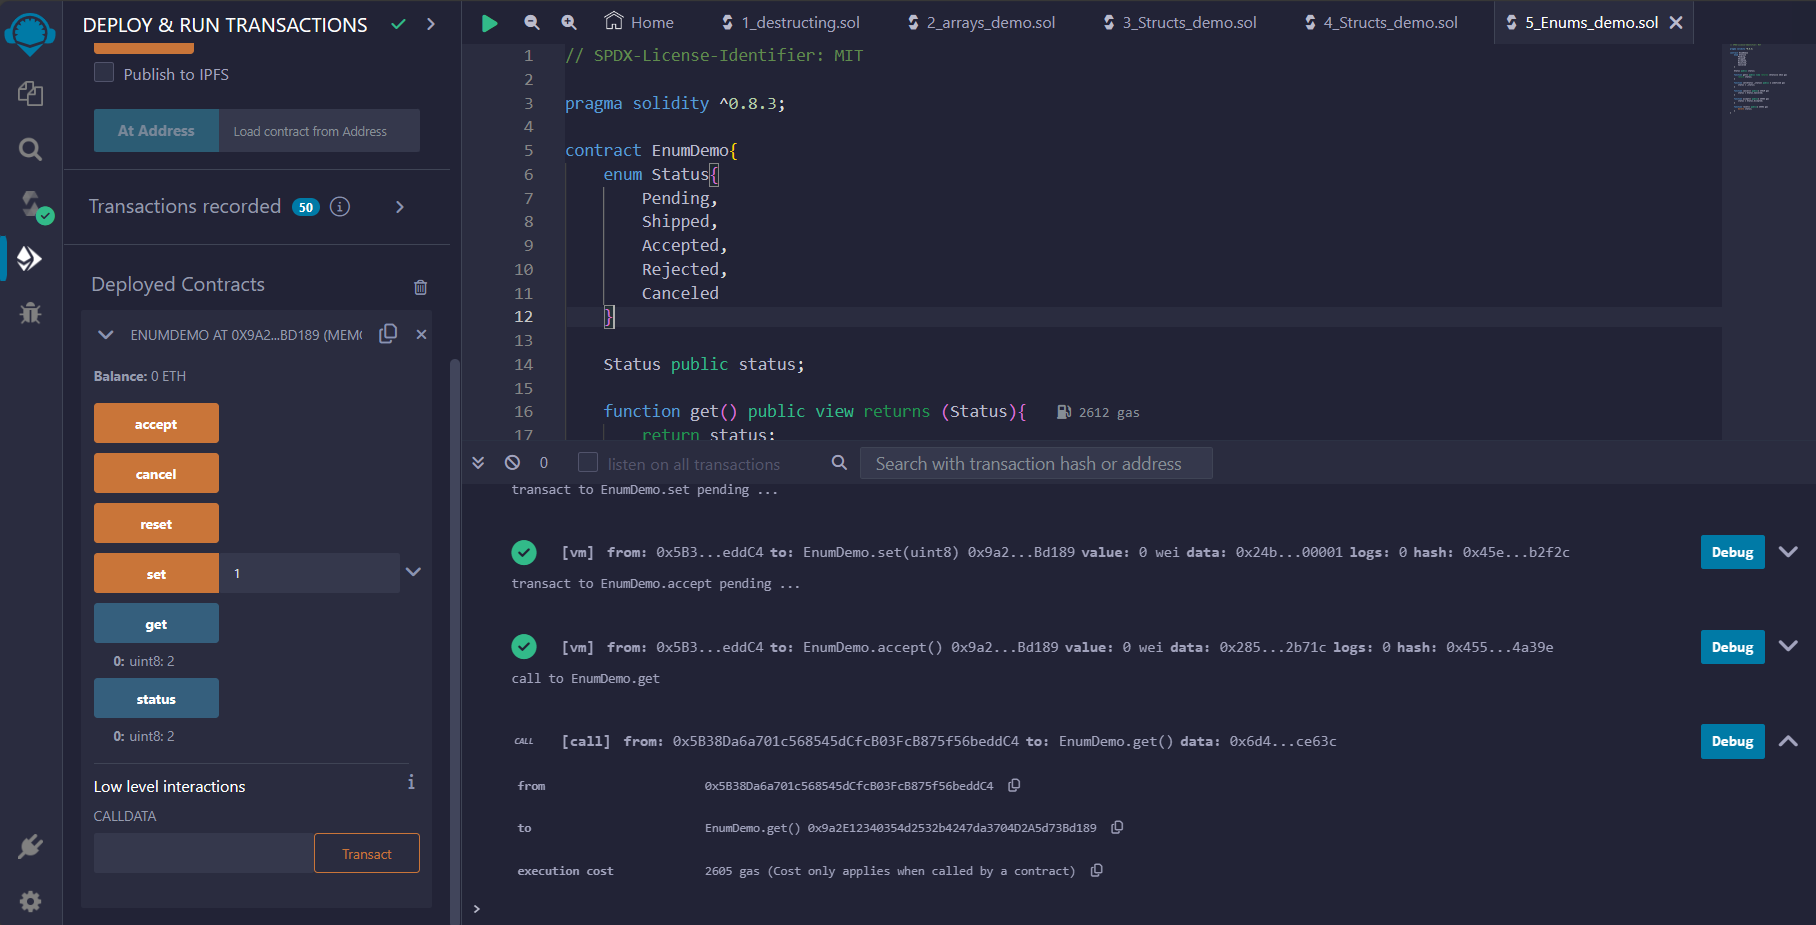 DEPLOY & RUN TRANSACTIONS
Publish to IPFS
At Address
Load contract from Address
Transactions recorded 50
Deployed Contracts
ENUMDEMO AT 0X9A2...BD189
Balance: 0 ETH
accept
cancel
reset
set 1
get
0: uint8: 2
status
0: uint8: 2
Low level interactions
CALLDATA
Transact
Home
1_destructing.sol
2_arrays_demo.sol
3_Structs_demo.sol
4_Structs_demo.sol
5_Enums_demo.sol
1 // SPDX-License-Identifier: MIT
2
3 pragma solidity ^0.8.3;
4
5 contract EnumDemo{
6 enum Status{
7 Pending,
8 Shipped,
9 Accepted,
10 Rejected,
11 Canceled
12 }
13
14 Status public status;
15
16 function get() public view returns (Status){ 2612 gas
17 return status;
0 listen on all transactions Search with transaction hash or address
transact to EnumDemo.set pending ...
[vm] from: 0x5B3...eddC4 to: EnumDemo.set(uint8) 0x9a2...Bd189 value: 0 wei data: 0x24b...00001 logs: 0 hash: 0x45e...b2f2c Debug
transact to EnumDemo.accept pending ...
[vm] from: 0x5B3...eddC4 to: EnumDemo.accept() 0x9a2...Bd189 value: 0 wei data: 0x285...2b71c logs: 0 hash: 0x455...4a39e Debug
call to EnumDemo.get
CALL [call] from: 0x5B38Da6a701c568545dCfcB03FcB875f56beddC4 to: EnumDemo.get() data: 0x6d4...ce63c Debug
from 0x5B38Da6a701c568545dCfcB03FcB875f56beddC4
to EnumDemo.get() 0x9a2E12340354d2532b4247da3704D2A5d73Bd189
execution cost 2605 gas (Cost only applies when called by a contract)
>